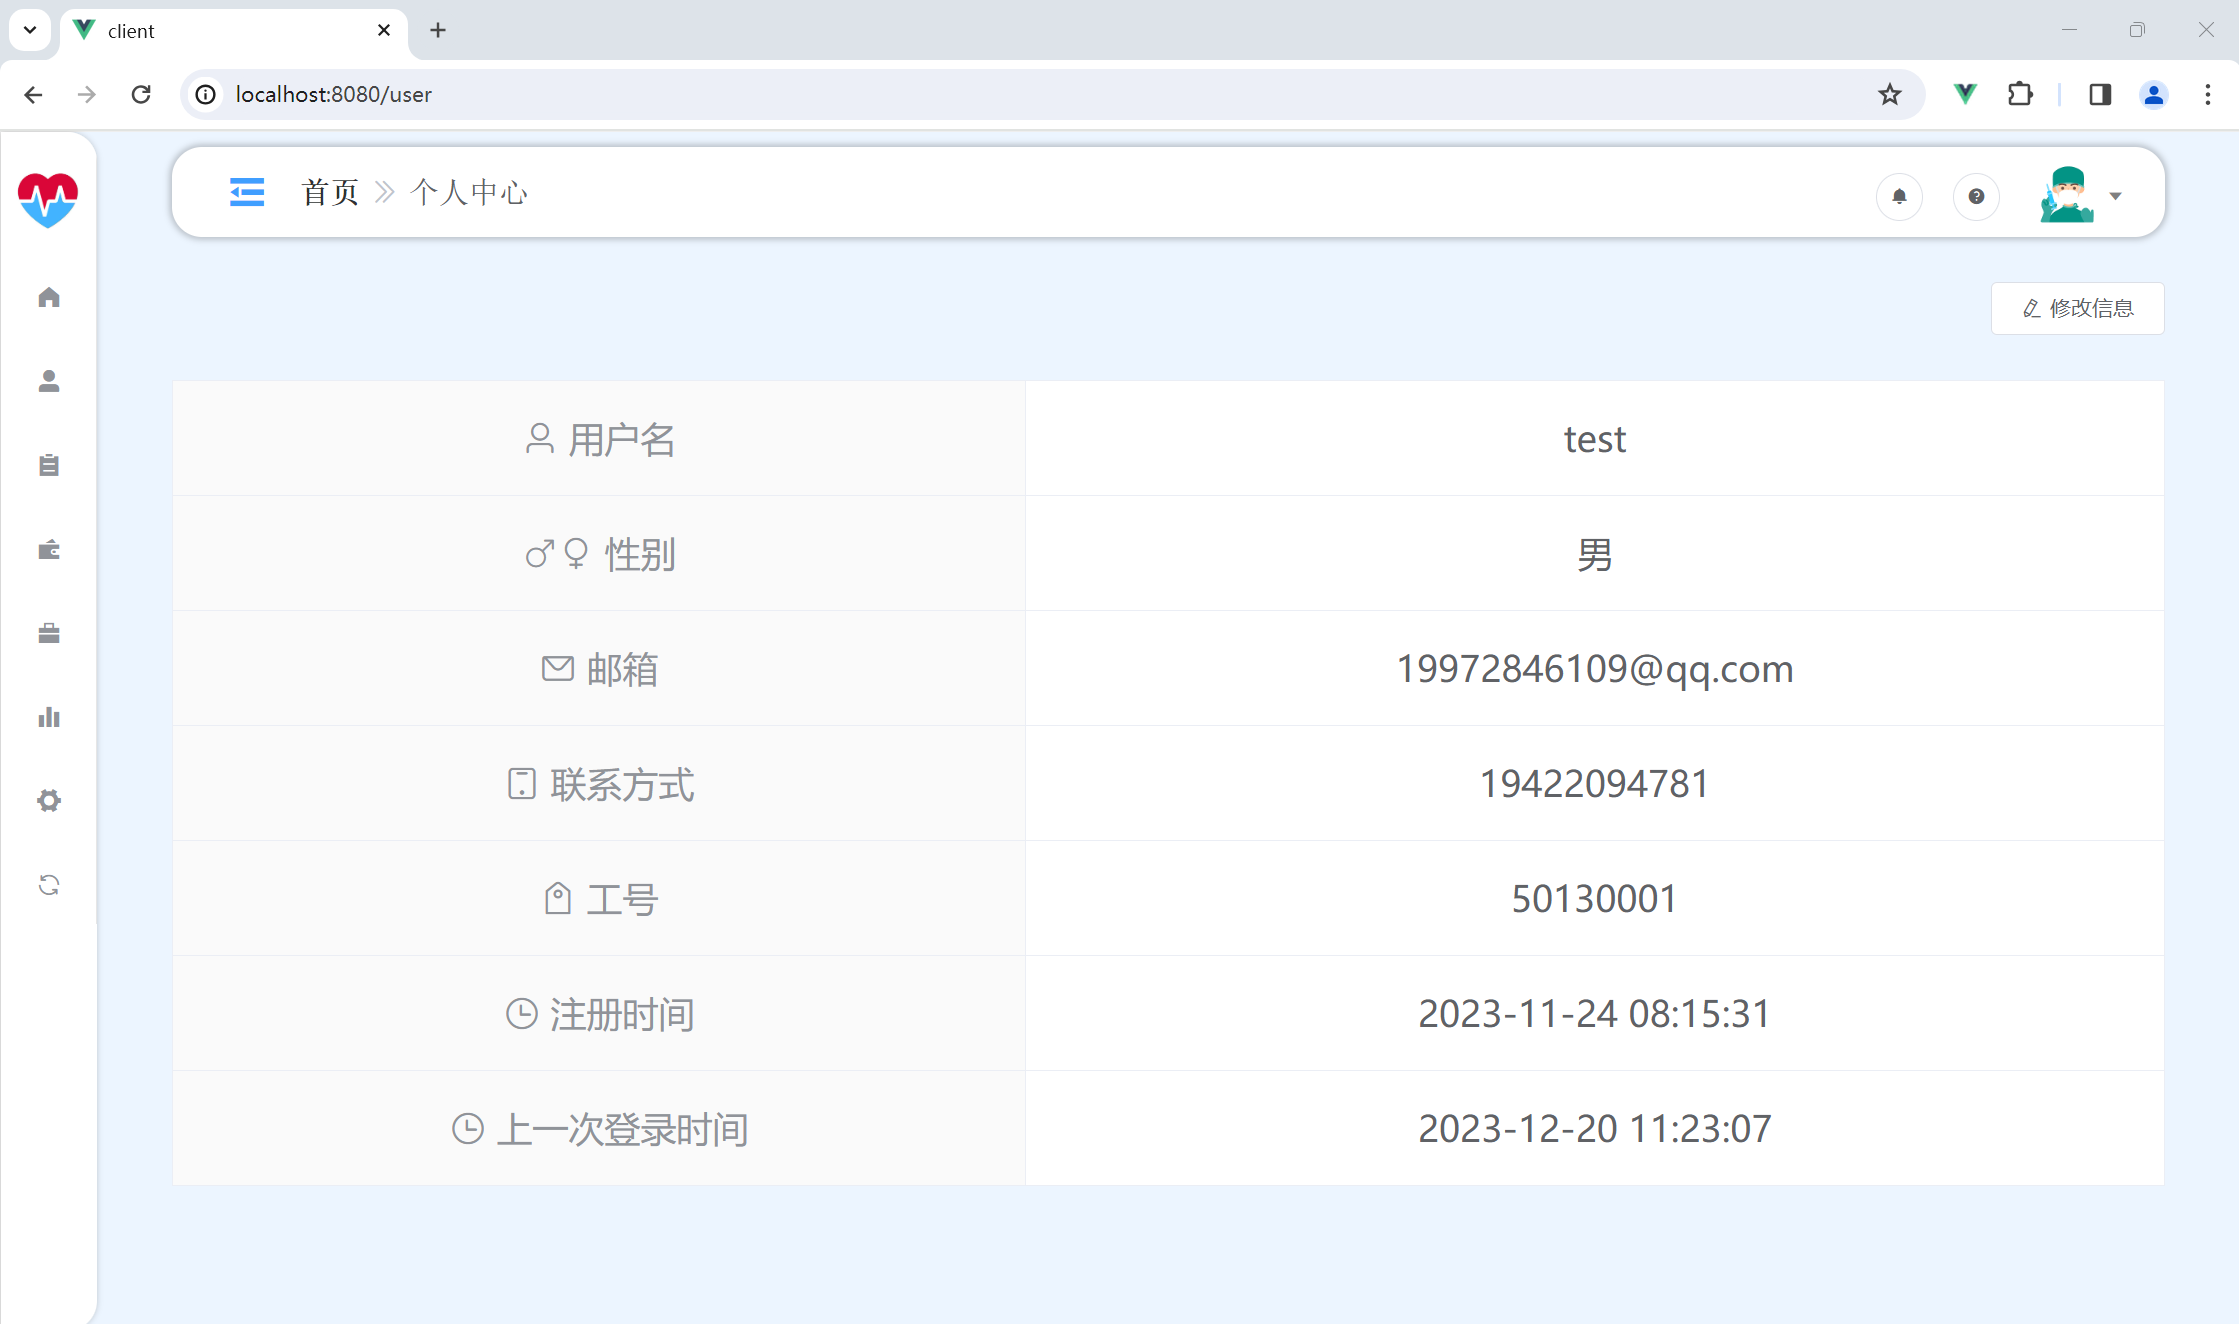 client
localhost:8080/user
首页 个人中心
修改信息
用户名 test
性别 男
邮箱 19972846109@qq.com
联系方式 19422094781
工号 50130001
注册时间 2023-11-24 08:15:31
上一次登录时间 2023-12-20 11:23:07